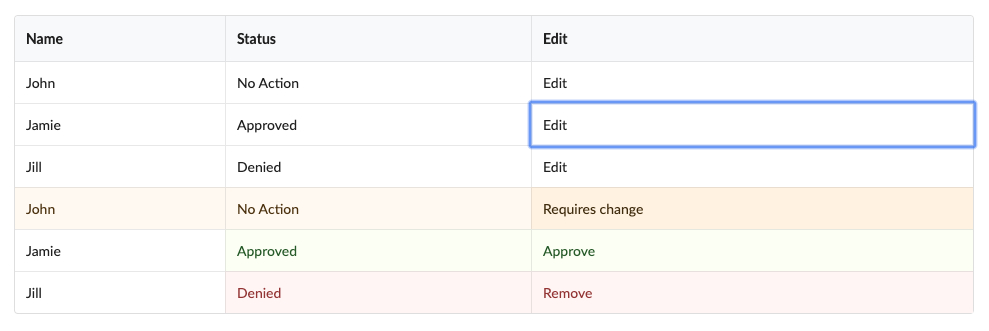 Name Status Edit
John No Action Edit
Jamie Approved Edit
Jill Denied Edit
John No Action Requires change
Jamie Approved Approve
Jill Denied Remove